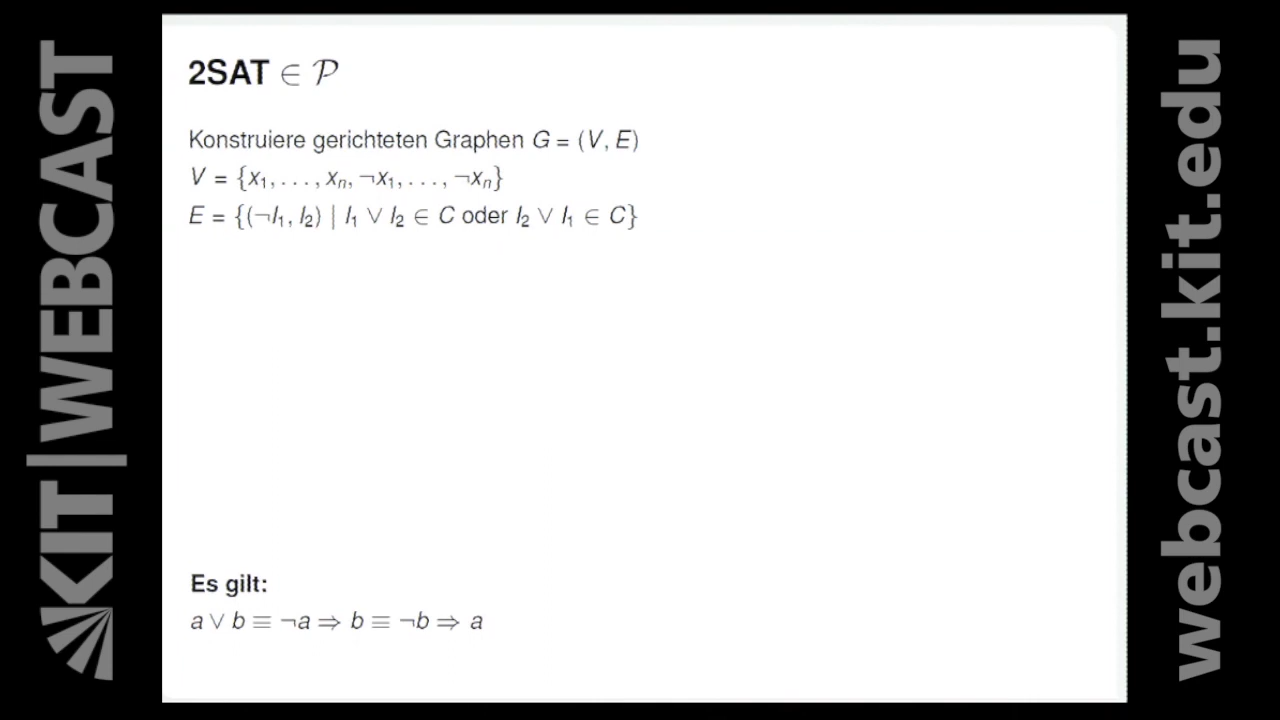 KIT|WEBCAST
2SAT ∈ 𝒫
Konstruiere gerichteten Graphen G = (V, E)
V = {x₁, . . . , xₙ, ¬x₁, . . . , ¬xₙ}
E = {(¬l₁, l₂) | l₁ ∨ l₂ ∈ C oder l₂ ∨ l₁ ∈ C}
Es gilt:
a ∨ b ≡ ¬a ⇒ b ≡ ¬b ⇒ a
webcast.kit.edu